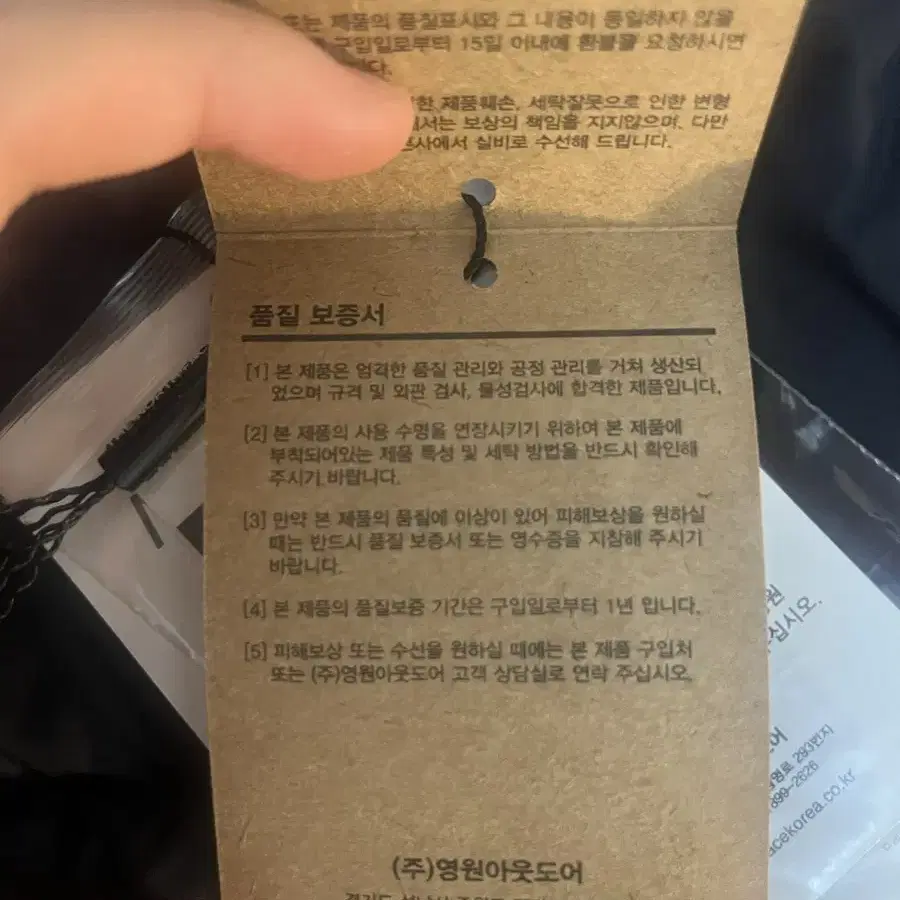 또는 제품의 품질표시와 그 내용이 동일하지 않을
구입일로부터 15일 이내에 환불을 요청하시면
다.
한 제품훼손, 세탁잘못으로 인한 변형
서는 보상의 책임을 지지않으며, 다만
본사에서 실비로 수선해 드립니다.
품질 보증서
[1] 본 제품은 엄격한 품질 관리와 공정 관리를 거쳐 생산되
었으며 규격 및 외관 검사, 물성검사에 합격한 제품입니다.
[2] 본 제품의 사용 수명을 연장시키기 위하여 본 제품에
부착되어있는 제품 특성 및 세탁 방법을 반드시 확인해
주시기 바랍니다.
[3] 만약 본 제품의 품질에 이상이 있어 피해보상을 원하실
때는 반드시 품질 보증서 또는 영수증을 지참해 주시기
바랍니다.
[4] 본 제품의 품질보증 기간은 구입일로부터 1년 입니다.
[5] 피해보상 또는 수선을 원하실 때에는 본 제품 구입처
또는 (주)영원아웃도어 고객 상담실로 연락 주십시오.
(주)영원아웃도어
원
십시오.
어
293번지
899-2626
acekorea.co.kr